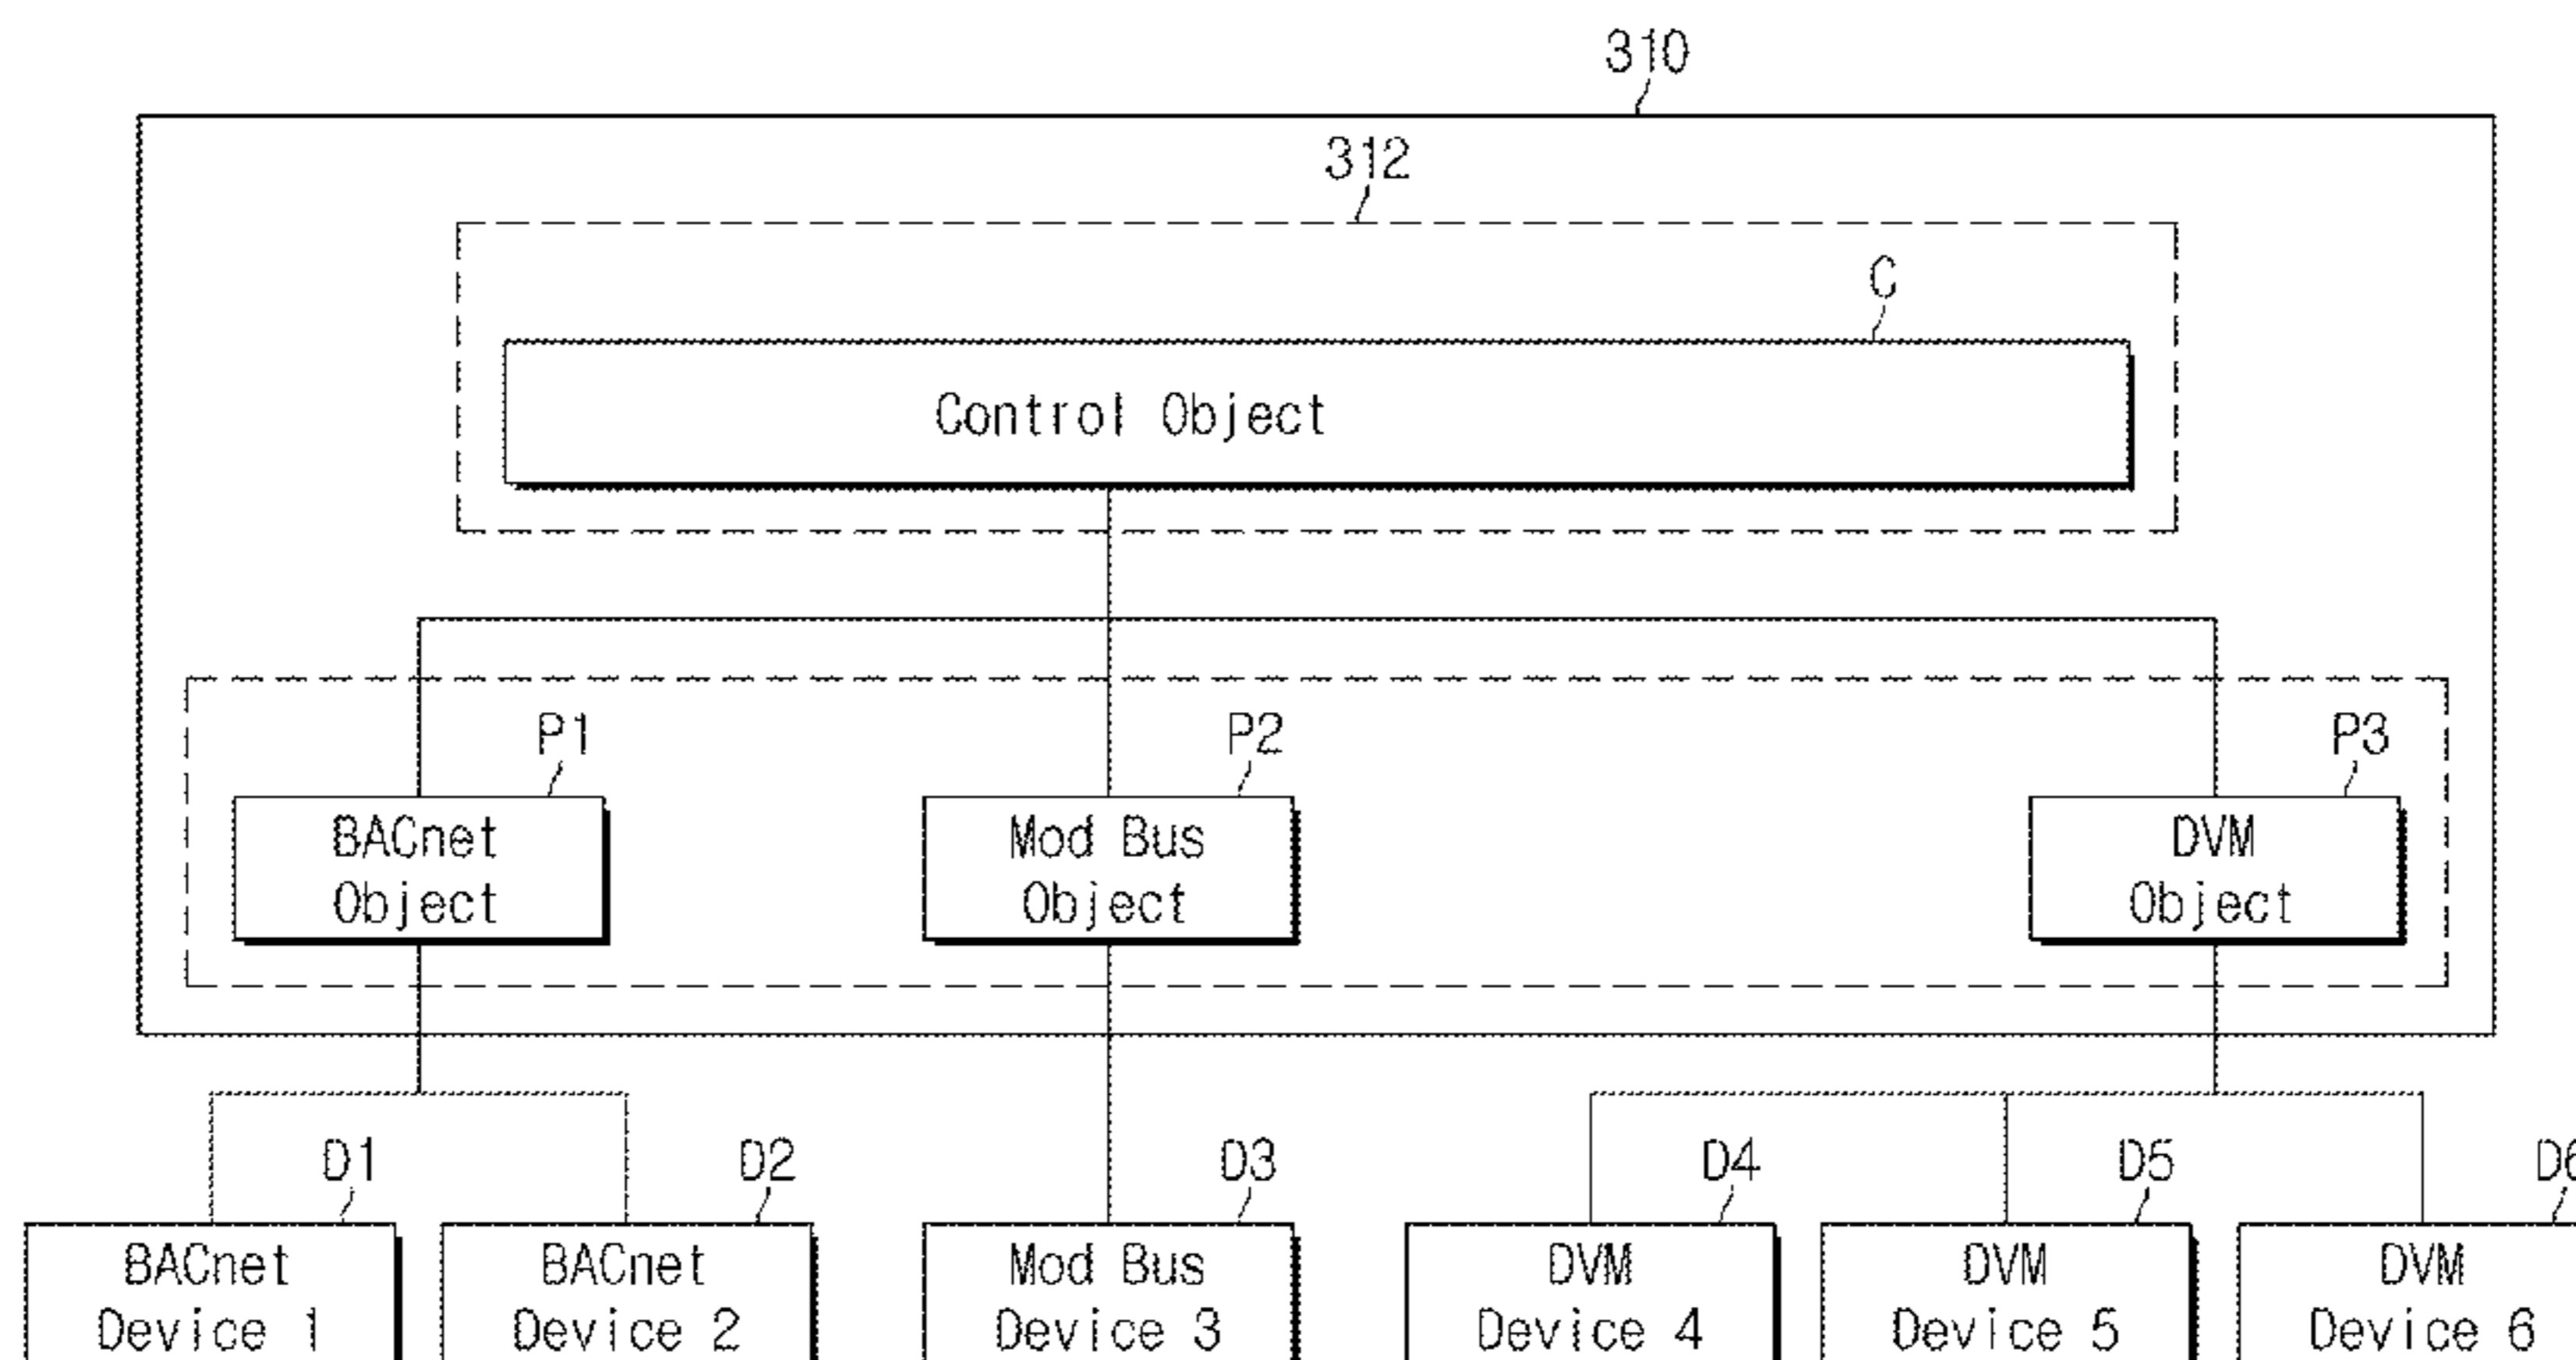 310
312
C
Control Object
P1
P2
P3
BACnet
Object
Mod Bus
Object
DVM
Object
D1
D2
D3
D4
D5
D6
BACnet
Device 1
BACnet
Device 2
Mod Bus
Device 3
DVM
Device 4
DVM
Device 5
DVM
Device 6